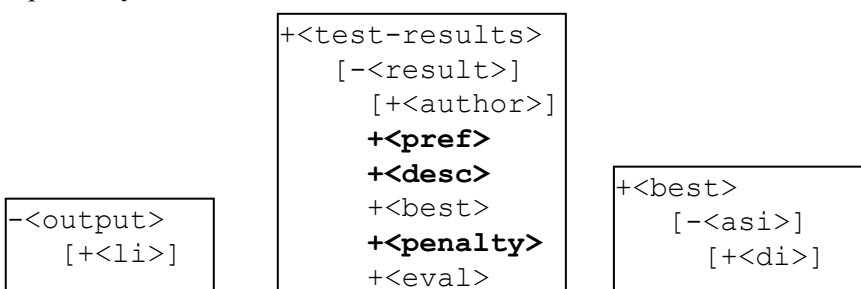 +<test-results>
[-<result>]
[+<author>]
+<pref>
+<desc>
+<best>
+<penalty>
+<eval>
-<output>
[+<li>]
+<best>
[-<asi>]
[+<di>]